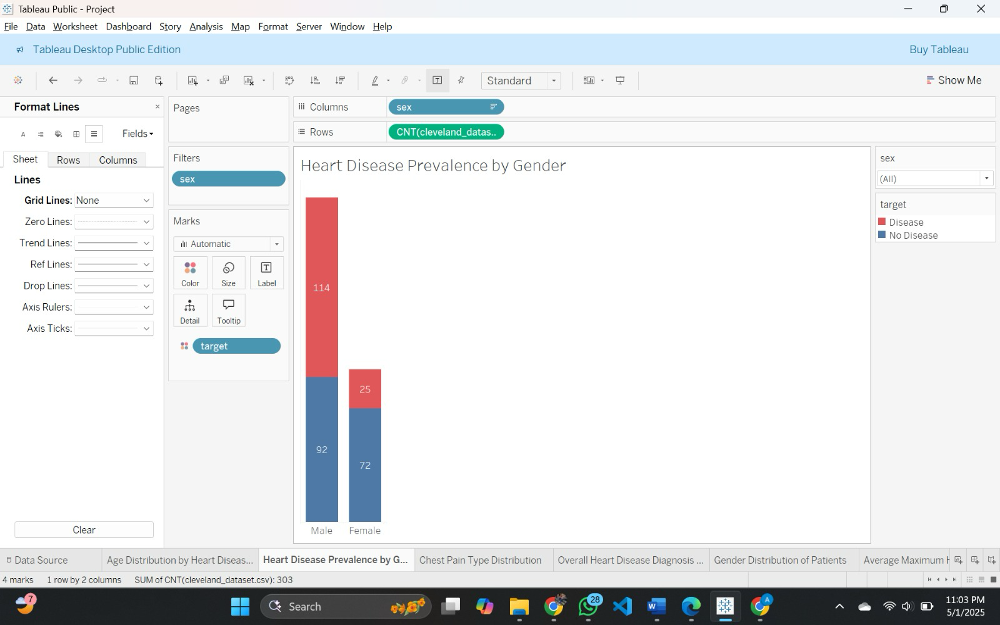 Tableau Public - Project
File Data Worksheet Dashboard Story Analysis Map Format Server Window Help
Tableau Desktop Public Edition
Buy Tableau
Standard
Show Me
Format Lines
Fields
Sheet Rows Columns
Lines
Grid Lines: None
Zero Lines:
Trend Lines:
Ref Lines:
Drop Lines:
Axis Rulers:
Axis Ticks:
Clear
Pages
Filters
sex
Marks
Automatic
Color Size Label
Detail Tooltip
target
Columns sex
Rows CNT(cleveland_datas..
Heart Disease Prevalence by Gender
114
25
92
72
Male Female
sex
(All)
target
Disease
No Disease
Data Source Age Distribution by Heart Diseas... Heart Disease Prevalence by G... Chest Pain Type Distribution Overall Heart Disease Diagnosis ... Gender Distribution of Patients Average Maximum H
4 marks 1 row by 2 columns SUM of CNT(cleveland_dataset.csv): 303
7
Search
28
A
11:03 PM
5/1/2025